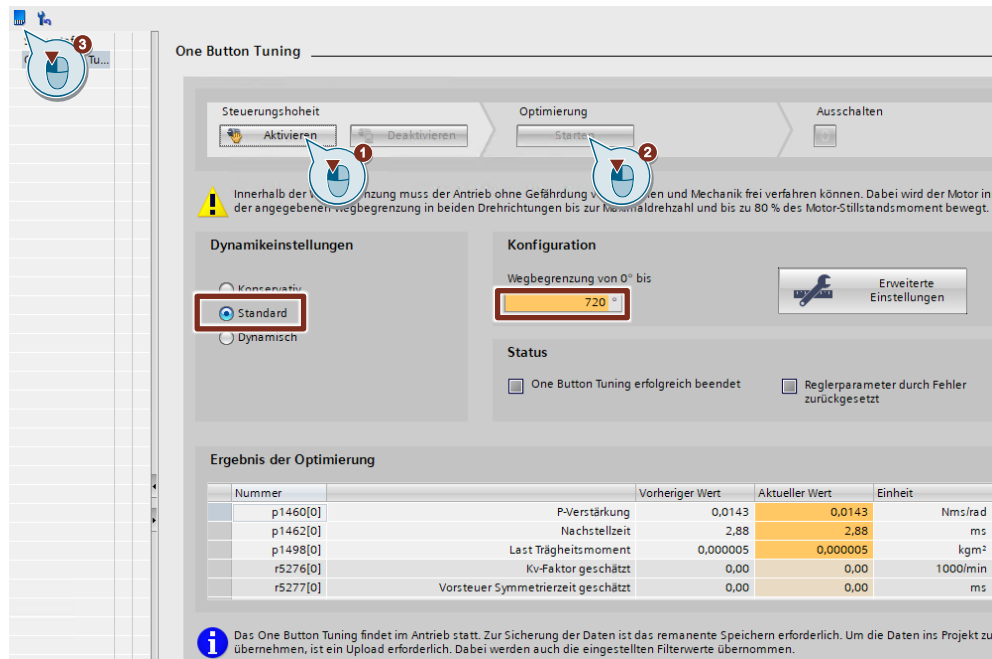 3
Tu...
One Button Tuning
Steuerungshoheit
Optimierung
Ausschalten
Aktivieren
Deaktivieren
Starten
1
2
Innerhalb der muss der Antrieb ohne Gefährdung und Mechanik frei verfahren können. Dabei wird der Motor in
der angegebenen Wegbegrenzung in beiden Drehrichtungen bis zur Maximaldrehzahl und bis zu 80 % des Motor-Stillstandsmoment bewegt.
Dynamikeinstellungen
Konservativ
Standard
Dynamisch
Konfiguration
Wegbegrenzung von 0° bis
720 °
Erweiterte
Einstellungen
Status
One Button Tuning erfolgreich beendet
Reglerparameter durch Fehler
zurückgesetzt
Ergebnis der Optimierung
Nummer Vorheriger Wert Aktueller Wert Einheit
p1460[0] P-Verstärkung 0,0143 0,0143 Nms/rad
p1462[0] Nachstellzeit 2,88 2,88 ms
p1498[0] Last Trägheitsmoment 0,000005 0,000005 kgm²
r5276[0] Kv-Faktor geschätzt 0,00 0,00 1000/min
r5277[0] Vorsteuer Symmetrierzeit geschätzt 0,00 0,00 ms
Das One Button Tuning findet im Antrieb statt. Zur Sicherung der Daten ist das remanente Speichern erforderlich. Um die Daten ins Projekt zu
übernehmen, ist ein Upload erforderlich. Dabei werden auch die eingestellten Filterwerte übernommen.